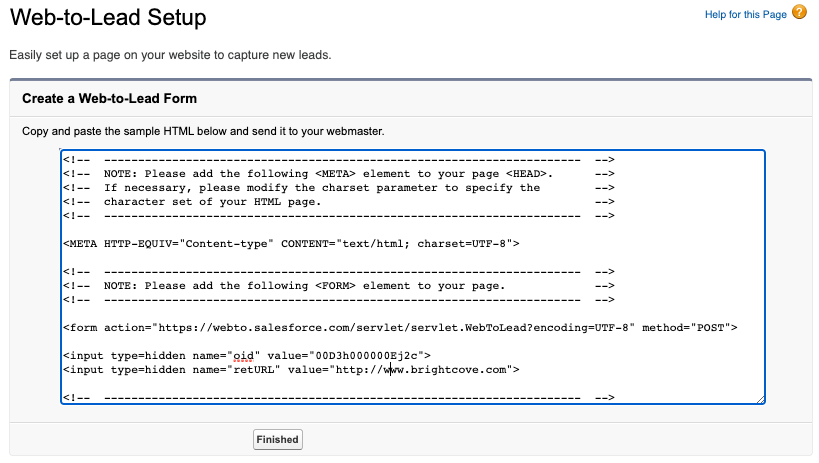 Web-to-Lead Setup
Help for this Page ?
Easily set up a page on your website to capture new leads.
Create a Web-to-Lead Form
Copy and paste the sample HTML below and send it to your webmaster.
<!--  ----------------------------------------------------------------------  -->
<!--  NOTE: Please add the following <META> element to your page <HEAD>.      -->
<!--  If necessary, please modify the charset parameter to specify the        -->
<!--  character set of your HTML page.                                        -->
<!--  ----------------------------------------------------------------------  -->
<META HTTP-EQUIV="Content-type" CONTENT="text/html; charset=UTF-8">
<!--  ----------------------------------------------------------------------  -->
<!--  NOTE: Please add the following <FORM> element to your page.             -->
<!--  ----------------------------------------------------------------------  -->
<form action="https://webto.salesforce.com/servlet/servlet.WebToLead?encoding=UTF-8" method="POST">
<input type=hidden name="oid" value="00D3h000000Ej2c">
<input type=hidden name="retURL" value="http://www.brightcove.com">
<!--  ----------------------------------------------------------------------  -->
Finished